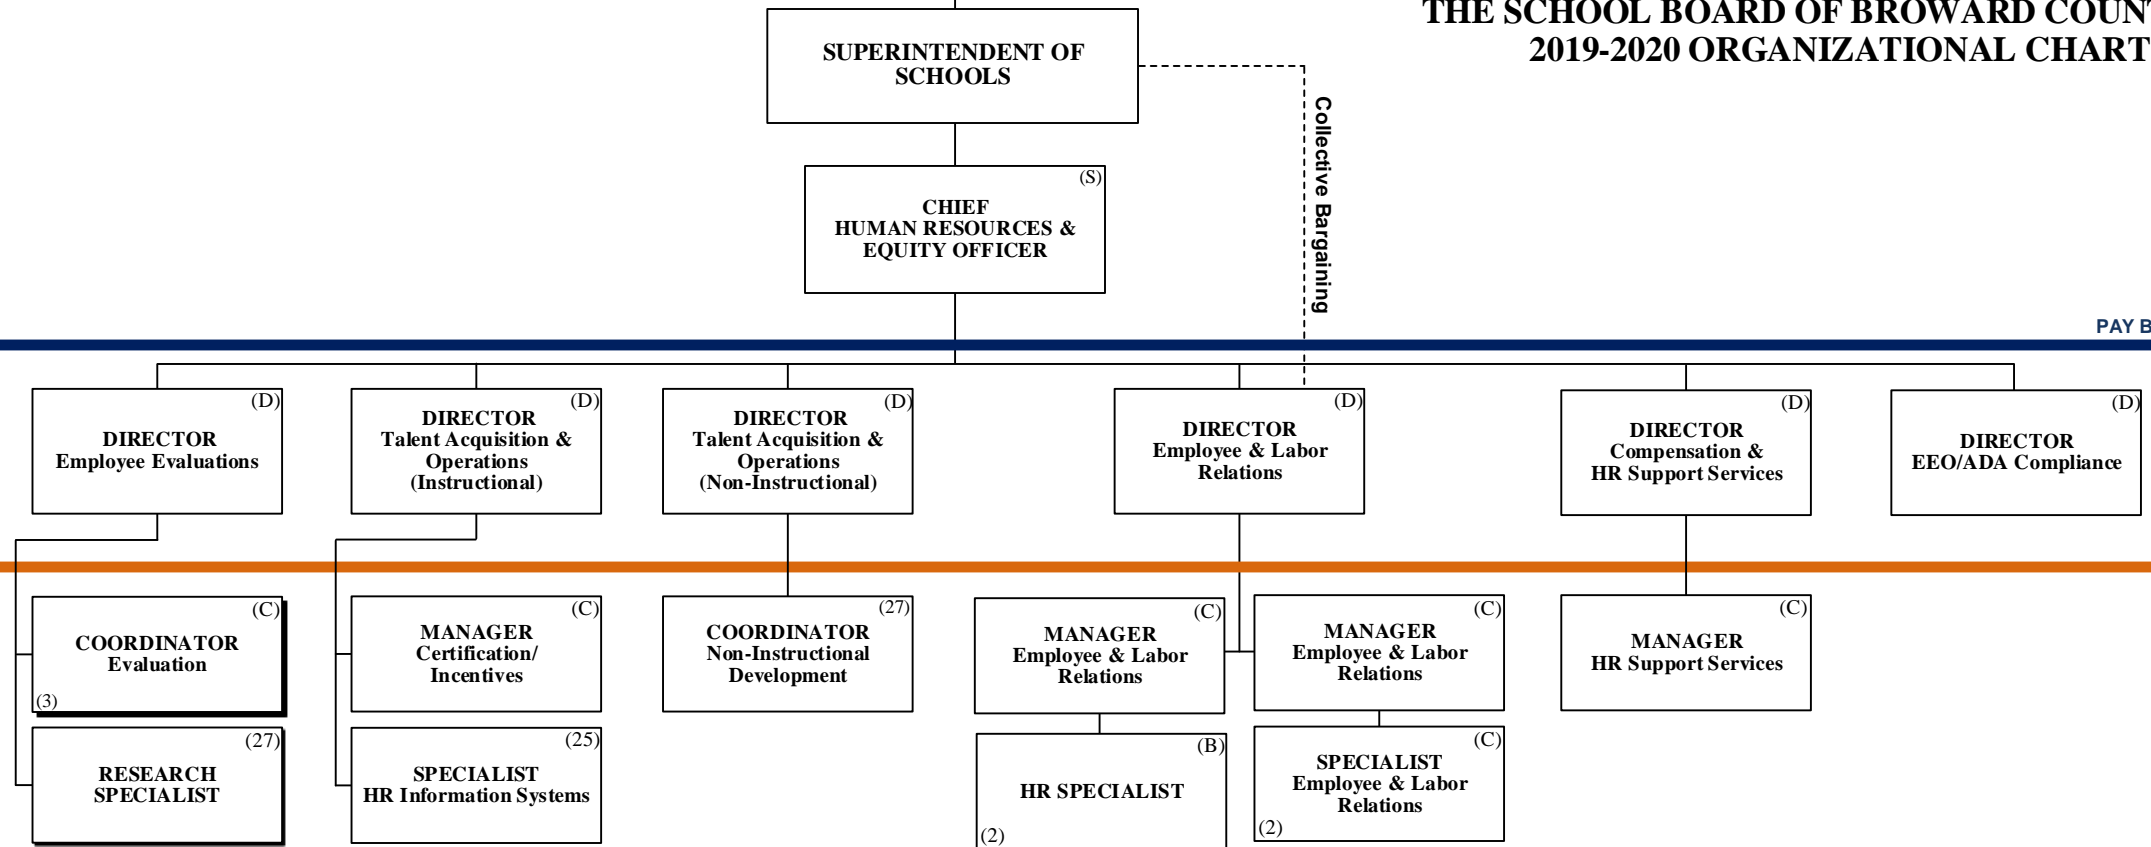 THE SCHOOL BOARD OF BROWARD
2019-2020 ORGANIZATIONAL CHART
SUPERINTENDENT OF
SCHOOLS
Collective Bargaining
(S)
CHIEF
HUMAN RESOURCES &
EQUITY OFFICER
PAY
(D)
DIRECTOR
Employee Evaluations
(D)
DIRECTOR
Talent Acquisition &
Operations
(Instructional)
(D)
DIRECTOR
Talent Acquisition &
Operations
(Non-Instructional)
(D)
DIRECTOR
Employee & Labor
Relations
(D)
DIRECTOR
Compensation &
HR Support Services
(D)
DIRECTOR
EEO/ADA Compliance
(C)
COORDINATOR
Evaluation
(3)
(C)
MANAGER
Certification/
Incentives
(27)
COORDINATOR
Non-Instructional
Development
(C)
MANAGER
Employee & Labor
Relations
(C)
MANAGER
Employee & Labor
Relations
(C)
MANAGER
HR Support Services
(27)
RESEARCH
SPECIALIST
(25)
SPECIALIST
HR Information Systems
(B)
HR SPECIALIST
(2)
(C)
SPECIALIST
Employee & Labor
Relations
(2)